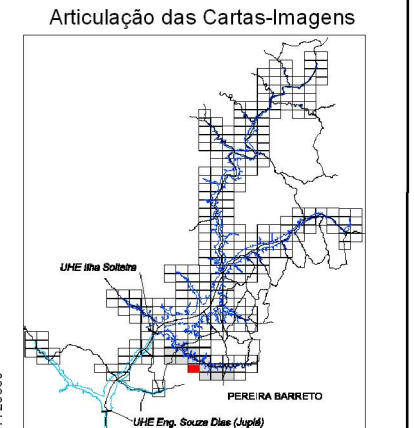 Articulação das Cartas-Imagens
UHE Ilha Solteira
PEREIRA BARRETO
UHE Eng. Souza Dias (Jupiá)